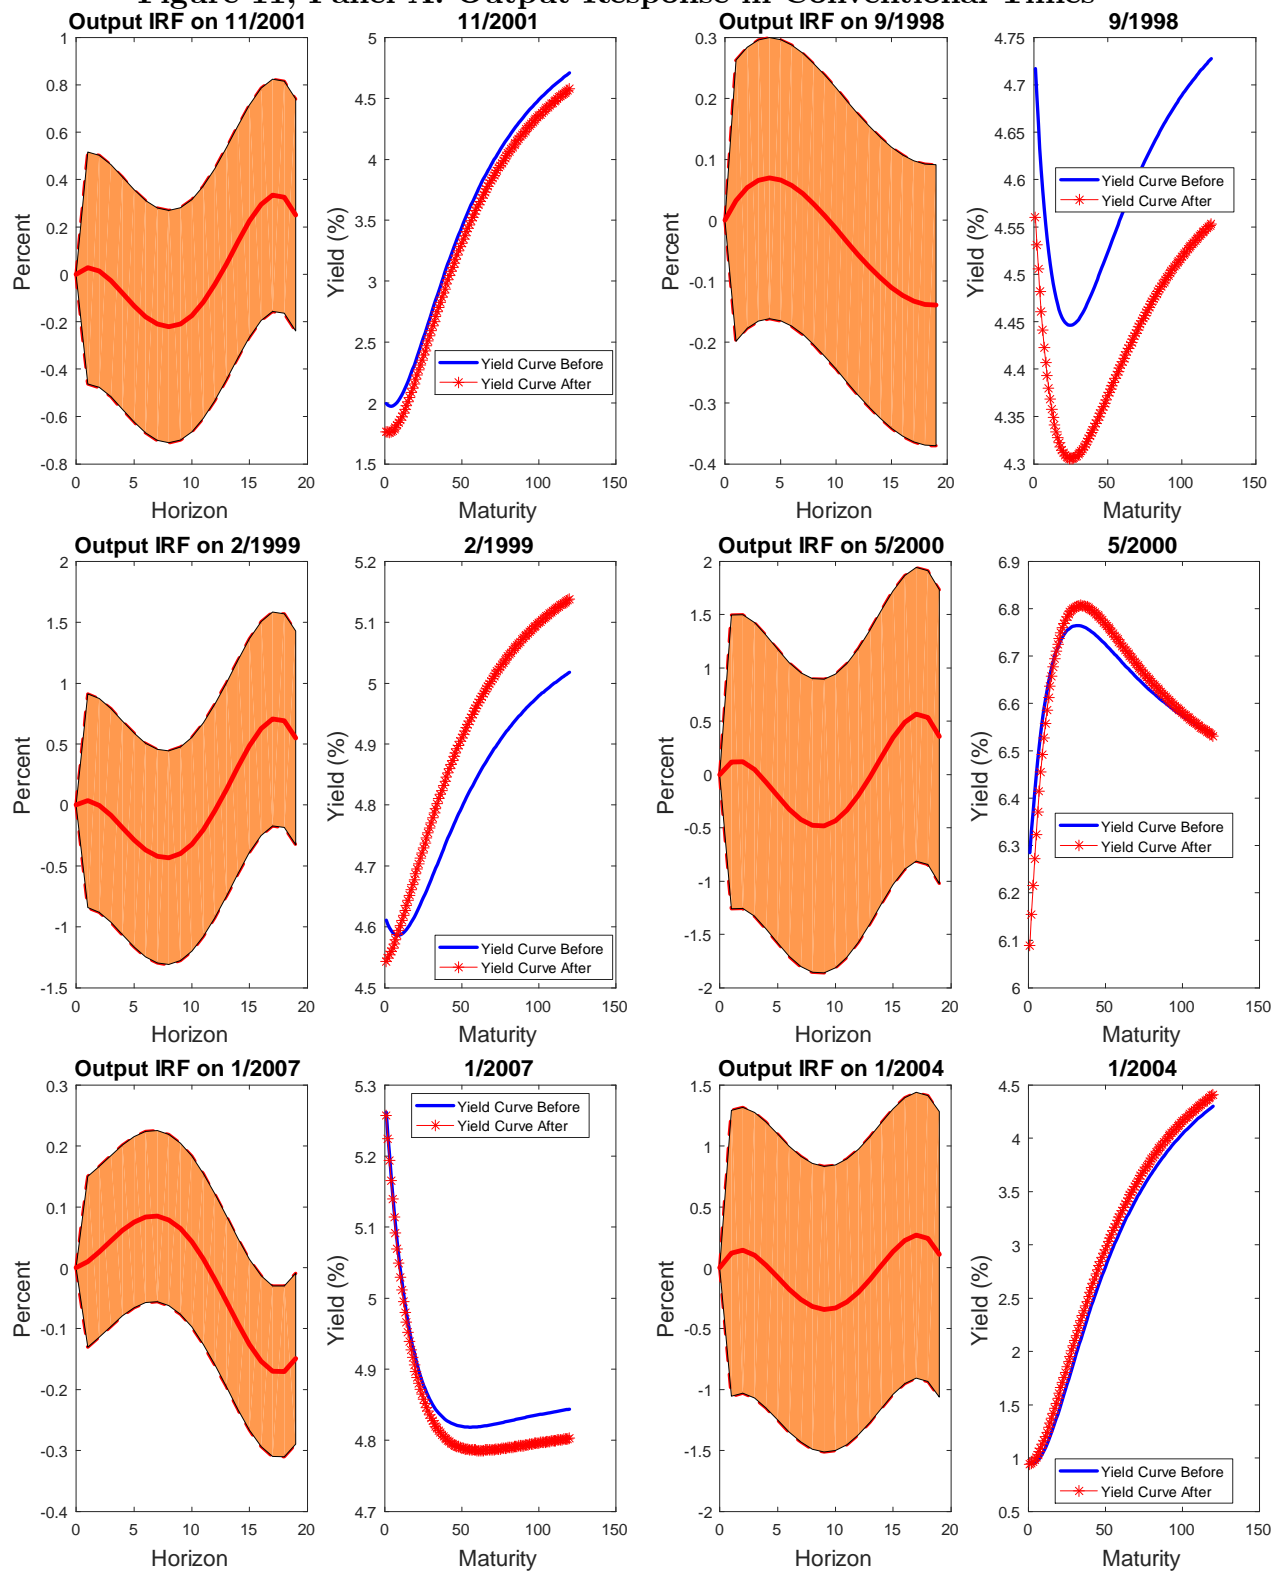 Figure 11, Panel A: Output Response in Conventional Times
Output IRF on 11/2001
1
0.8
0.6
0.4
0.2
0
-0.2
-0.4
-0.6
-0.8
0 5 10 15 20
Percent
Horizon
11/2001
5
4.5
4
3.5
3
2.5
2
1.5
0 50 100 150
Yield (%)
Maturity
Yield Curve Before
Yield Curve After
Output IRF on 9/1998
0.3
0.2
0.1
0
-0.1
-0.2
-0.3
-0.4
0 5 10 15 20
Percent
Horizon
9/1998
4.75
4.7
4.65
4.6
4.55
4.5
4.45
4.4
4.35
4.3
0 50 100 150
Yield (%)
Maturity
Yield Curve Before
Yield Curve After
Output IRF on 2/1999
2
1.5
1
0.5
0
-0.5
-1
-1.5
0 5 10 15 20
Percent
Horizon
2/1999
5.2
5.1
5
4.9
4.8
4.7
4.6
4.5
0 50 100 150
Yield (%)
Maturity
Yield Curve Before
Yield Curve After
Output IRF on 5/2000
2
1.5
1
0.5
0
-0.5
-1
-1.5
-2
0 5 10 15 20
Percent
Horizon
5/2000
6.9
6.8
6.7
6.6
6.5
6.4
6.3
6.2
6.1
6
0 50 100 150
Yield (%)
Maturity
Yield Curve Before
Yield Curve After
Output IRF on 1/2007
0.3
0.2
0.1
0
-0.1
-0.2
-0.3
-0.4
0 5 10 15 20
Percent
Horizon
1/2007
5.3
5.2
5.1
5
4.9
4.8
4.7
0 50 100 150
Yield (%)
Maturity
Yield Curve Before
Yield Curve After
Output IRF on 1/2004
1.5
1
0.5
0
-0.5
-1
-1.5
-2
0 5 10 15 20
Percent
Horizon
1/2004
4.5
4
3.5
3
2.5
2
1.5
1
0.5
0 50 100 150
Yield (%)
Maturity
Yield Curve Before
Yield Curve After